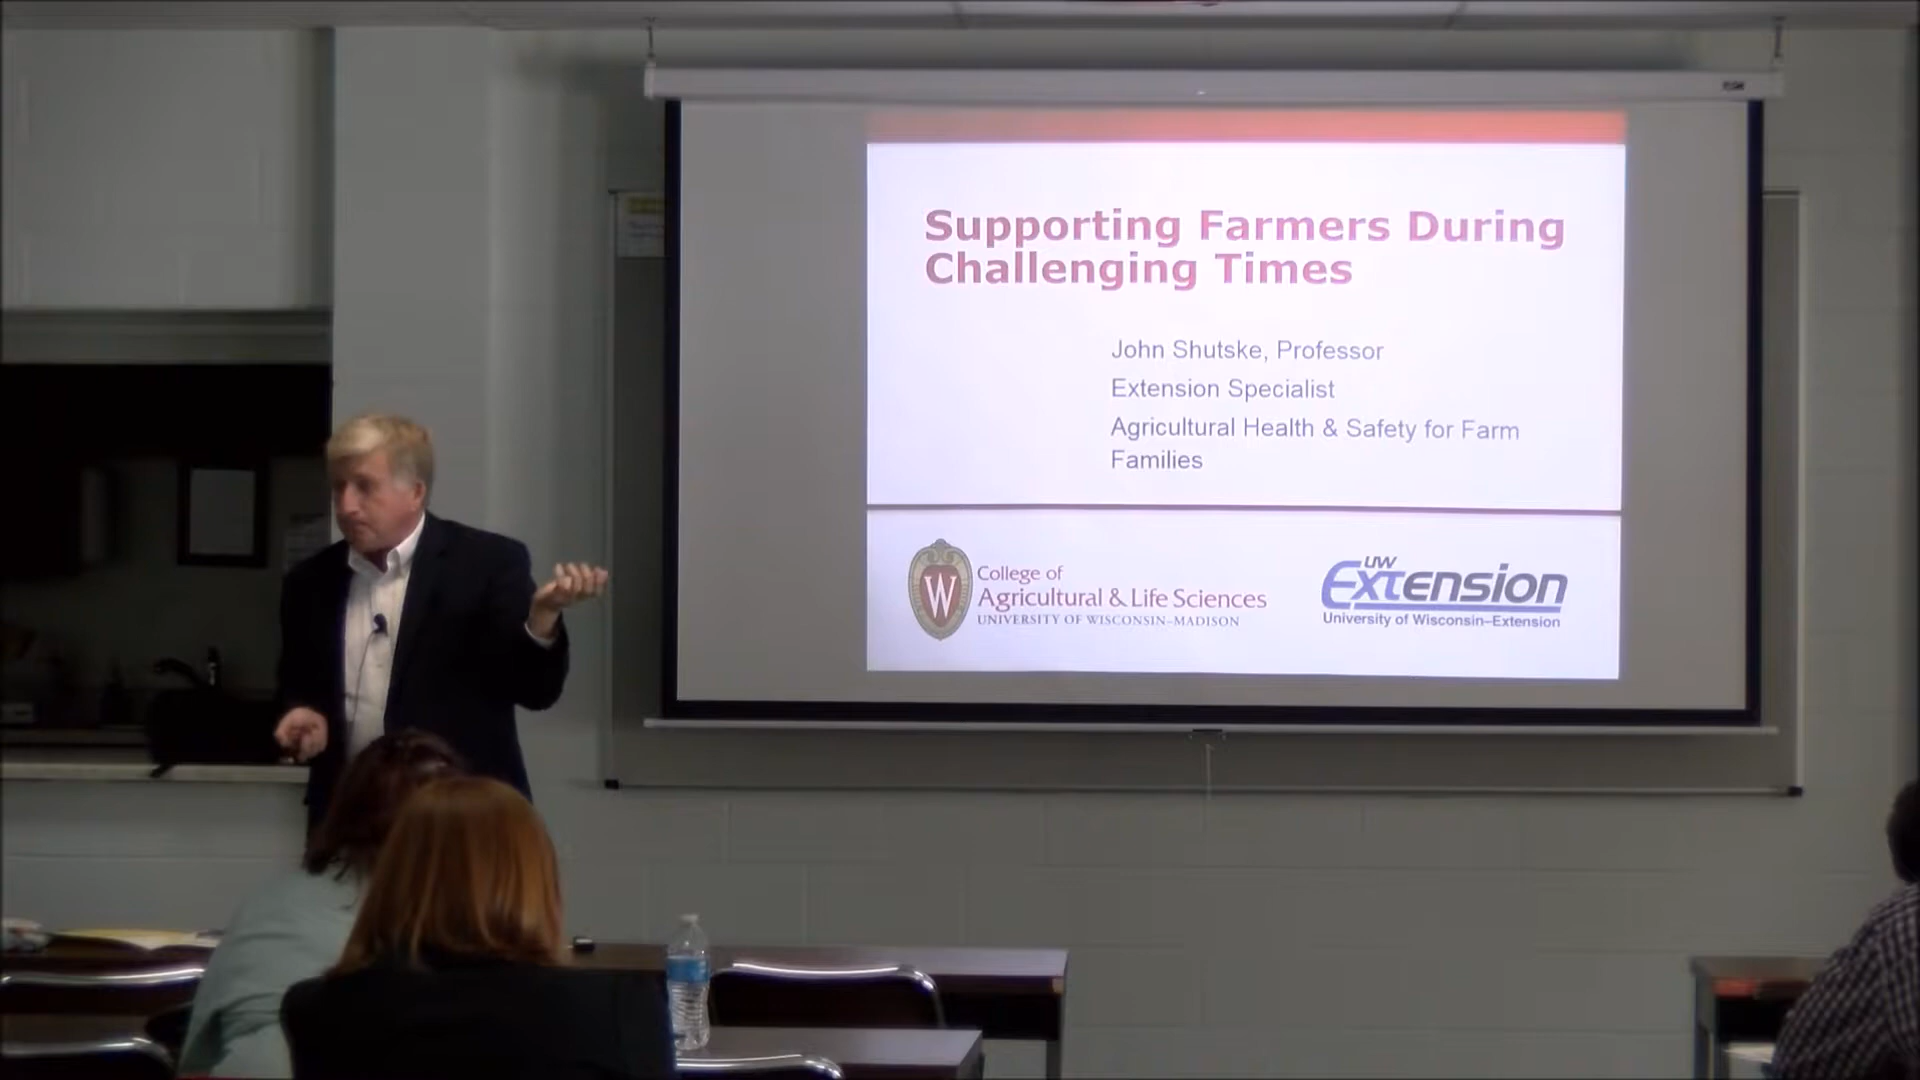 Supporting Farmers During
Challenging Times
John Shutske, Professor
Extension Specialist
Agricultural Health & Safety for Farm
Families
W
College of
Agricultural & Life Sciences
UNIVERSITY OF WISCONSIN–MADISON
UW
Extension
University of Wisconsin–Extension